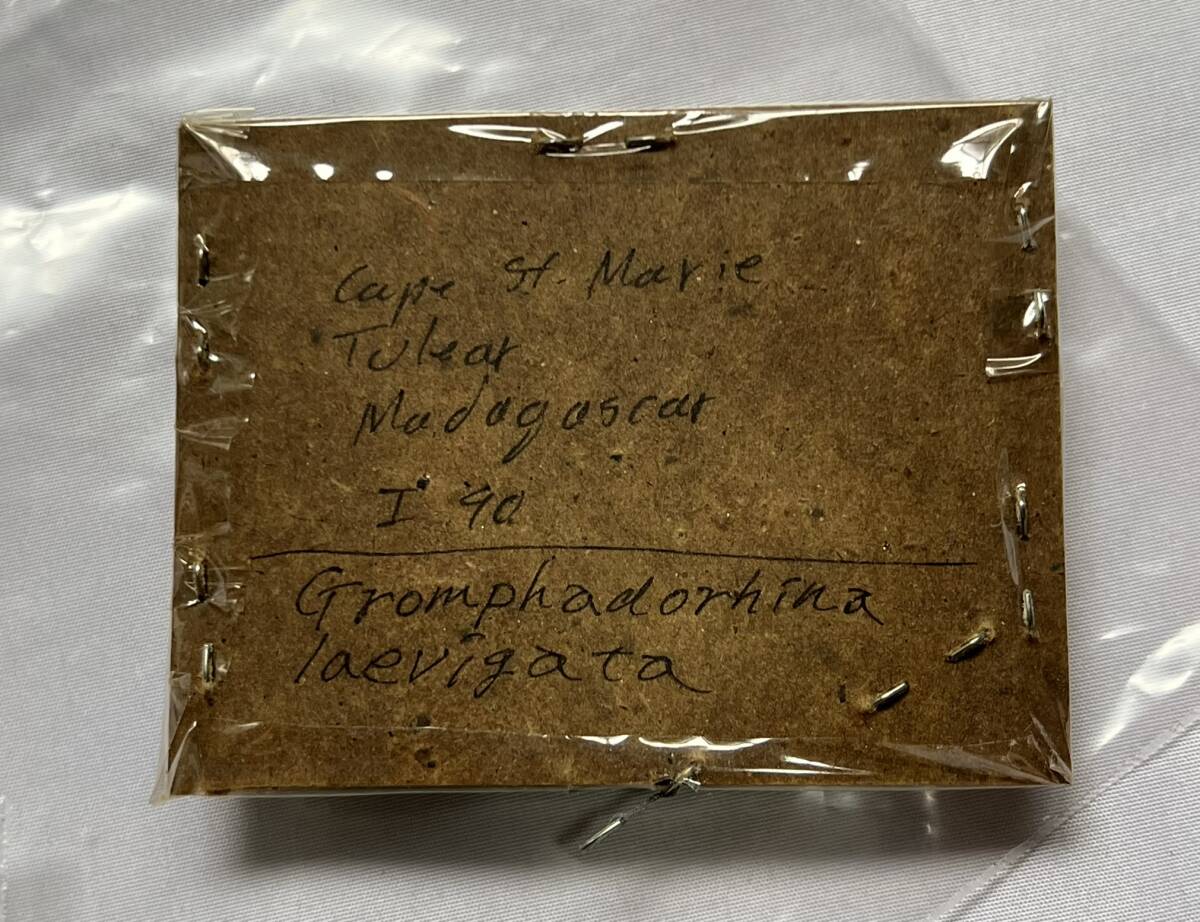 Cape St. Marie
Tulear
Madagascar
I 90
Gromphadorhina
laevigata